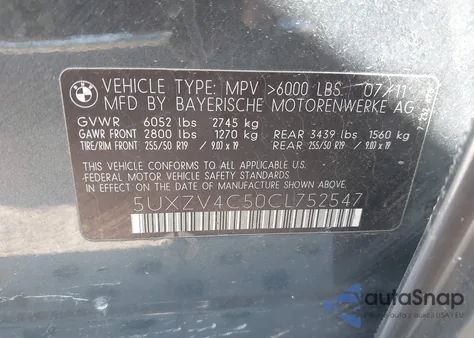 VEHICLE TYPE: MPV >6000 LBS 07/11
MFD BY BAYERISCHE MOTORENWERKE AG
GVWR 6052 lbs 2745 kg
GAWR FRONT 2800 lbs 1270 kg REAR 3439 lbs 1560 kg
TIRE/RIM FRONT 255/50 R19 // 9.0J x 19 REAR 255/50 R19 // 9.0J x 19
THIS VEHICLE CONFORMS TO ALL APPLICABLE
FEDERAL MOTOR VEHICLE SAFETY STANDARDS
IN EFFECT ON THE DATE OF MANUFACTURE SHOWN ABOVE
5UXZV4C50CL752547
autaSnap